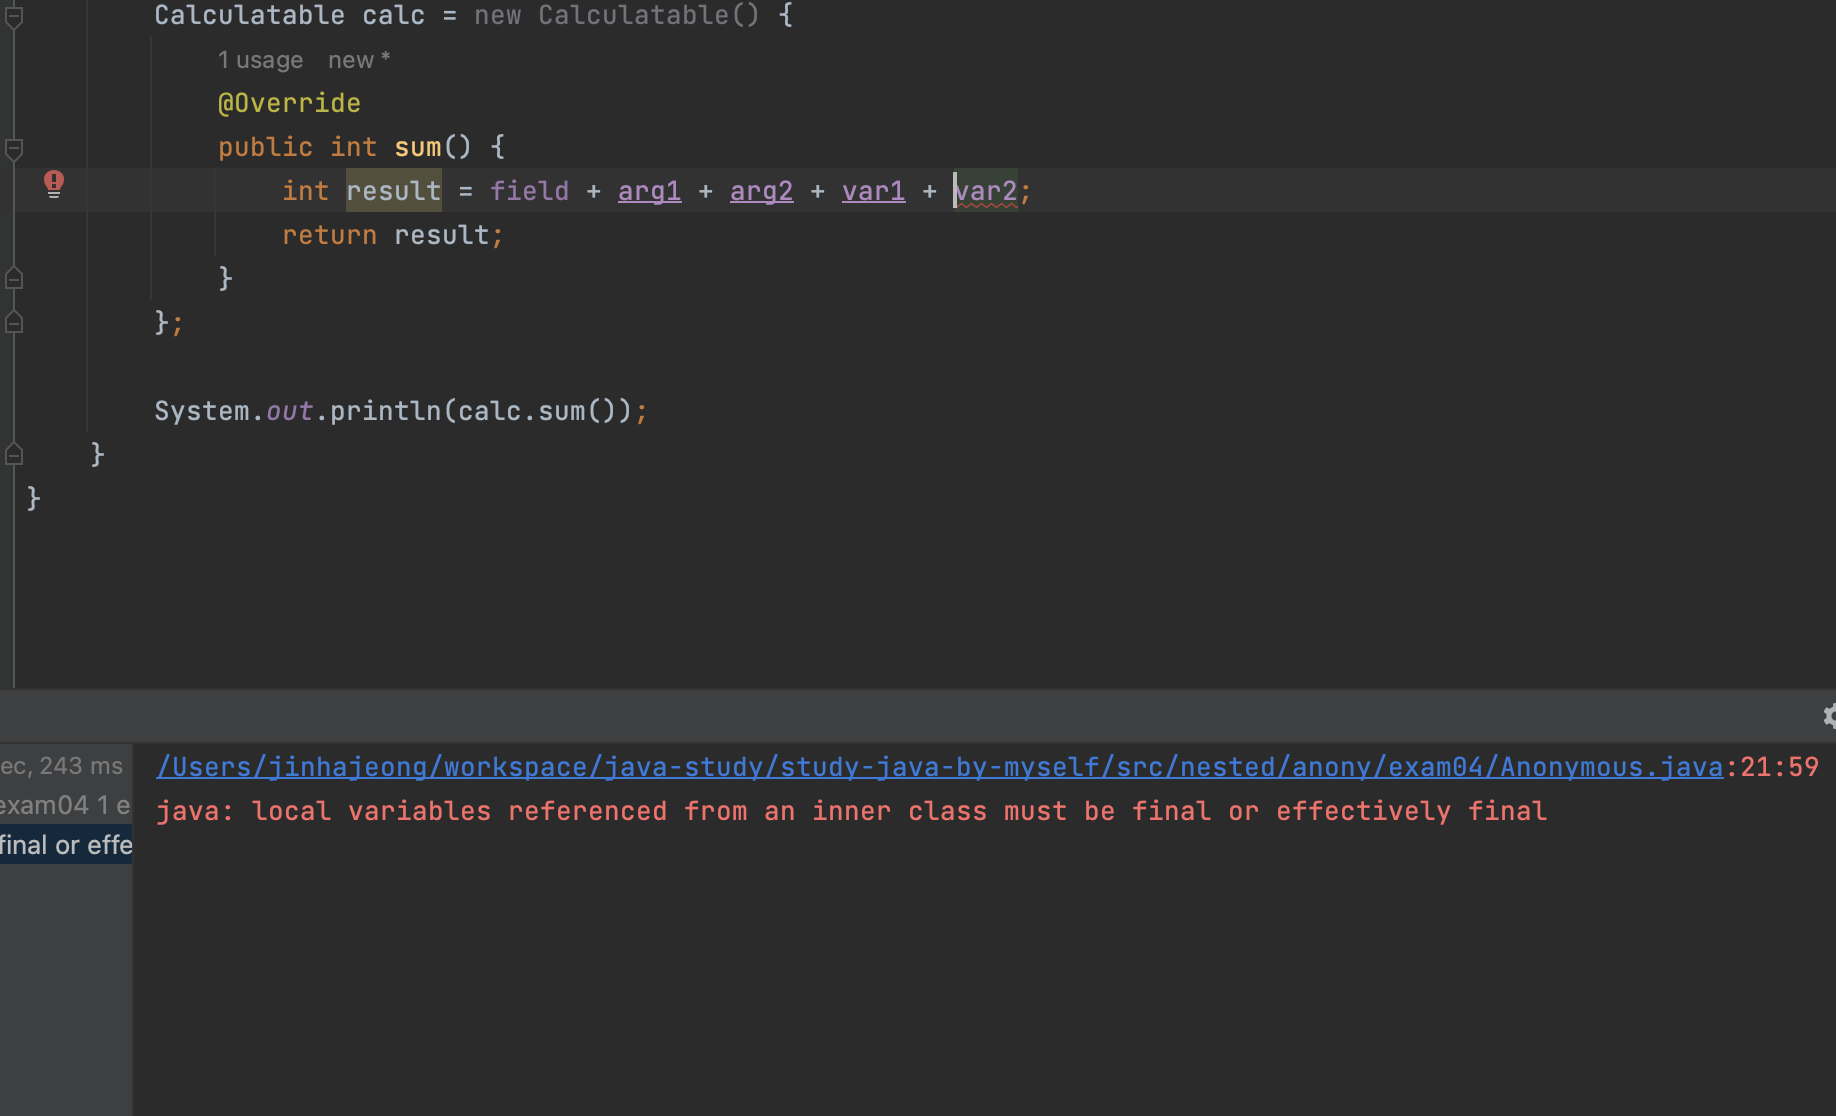 Calculatable calc = new Calculatable() {
1 usage new *
@Override
public int sum() {
int result = field + arg1 + arg2 + var1 + var2;
return result;
}
};
System.out.println(calc.sum());
}
}
ec, 243 ms
exam04 1 e
final or effe
/Users/jinhajeong/workspace/java-study/study-java-by-myself/src/nested/anony/exam04/Anonymous.java:21:59
java: local variables referenced from an inner class must be final or effectively final